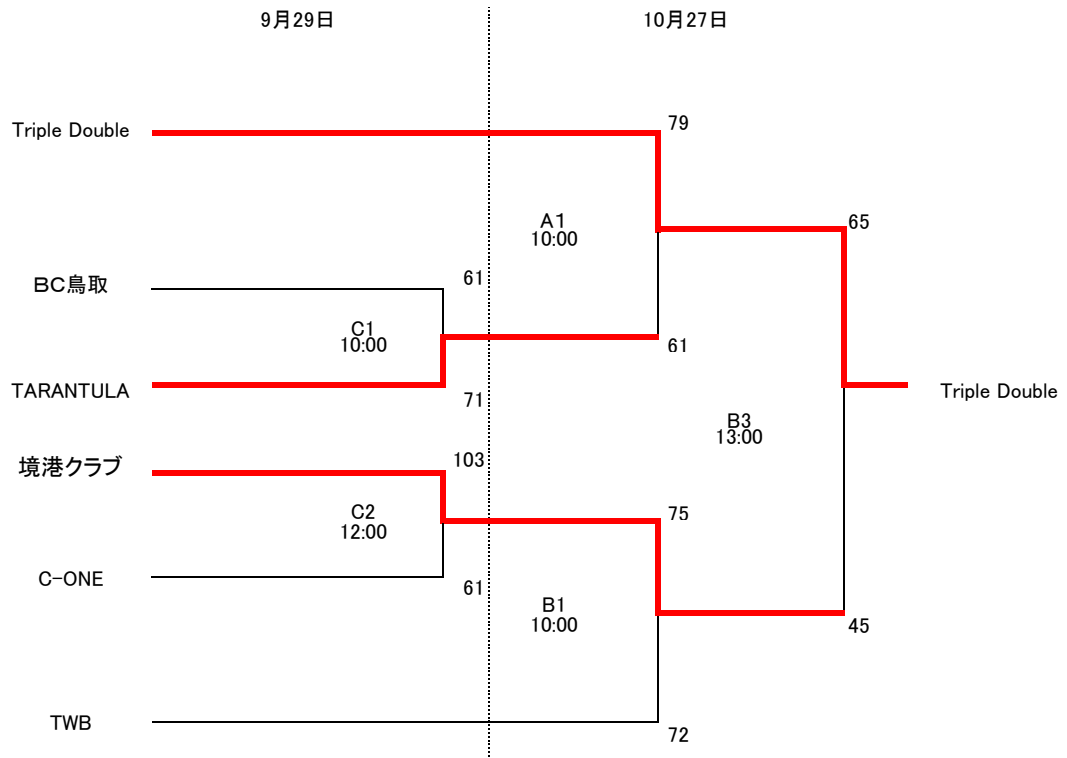 9月29日
10月27日
Triple Double
79
A1
10:00
65
BC鳥取
61
C1
10:00
61
TARANTULA
71
Triple Double
B3
13:00
境港クラブ
103
C2
12:00
75
C-ONE
61
B1
10:00
45
TWB
72